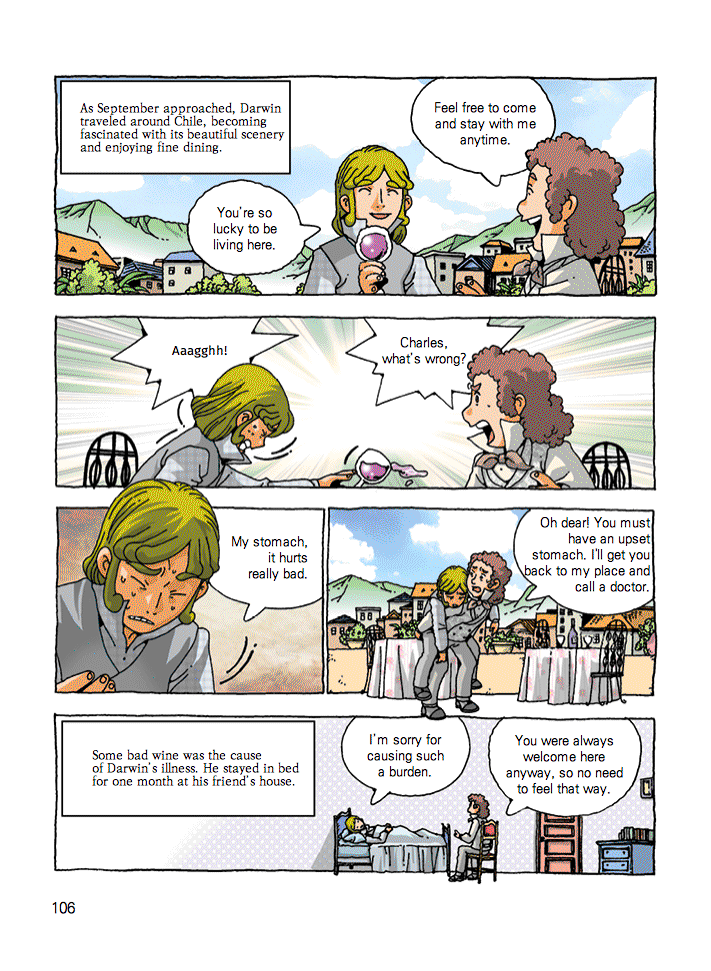 As September approached, Darwin
traveled around Chile, becoming
fascinated with its beautiful scenery
and enjoying fine dining.
You're so
lucky to be
living here.
Feel free to come
and stay with me
anytime.
Aaagghh!
Charles,
what's wrong?
My stomach,
it hurts
really bad.
Oh dear! You must
have an upset
stomach. I'll get you
back to my place and
call a doctor.
Some bad wine was the cause
of Darwin's illness. He stayed in bed
for one month at his friend's house.
I'm sorry for
causing such
a burden.
You were always
welcome here
anyway, so no need
to feel that way.
106